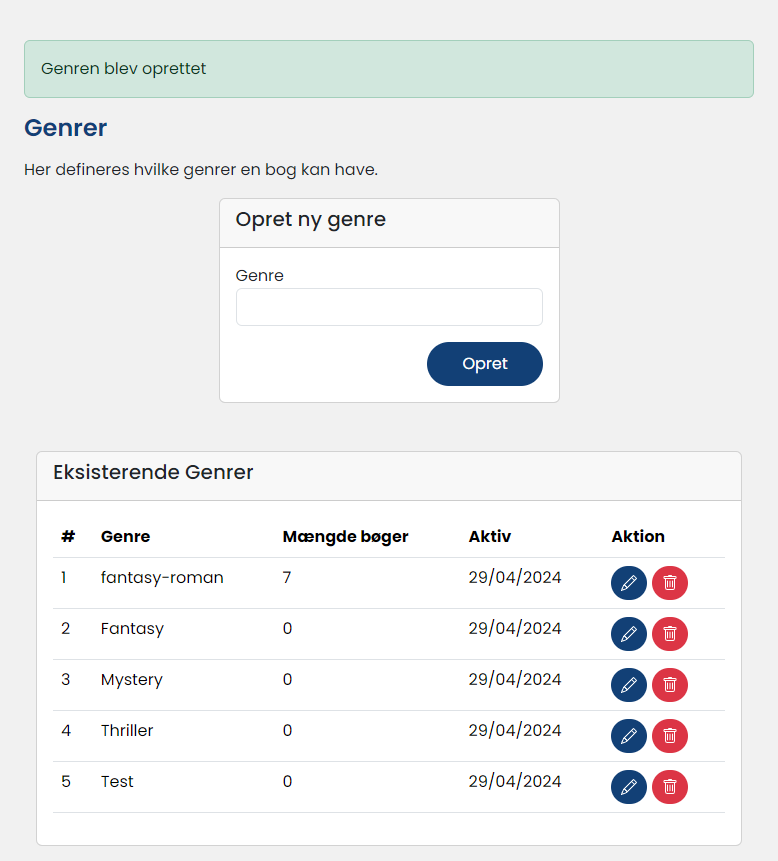 Genren blev oprettet
Genrer
Her defineres hvilke genrer en bog kan have.
Opret ny genre
Genre
Opret
Eksisterende Genrer
# Genre Mængde bøger Aktiv Aktion
1 fantasy-roman 7 29/04/2024
2 Fantasy 0 29/04/2024
3 Mystery 0 29/04/2024
4 Thriller 0 29/04/2024
5 Test 0 29/04/2024